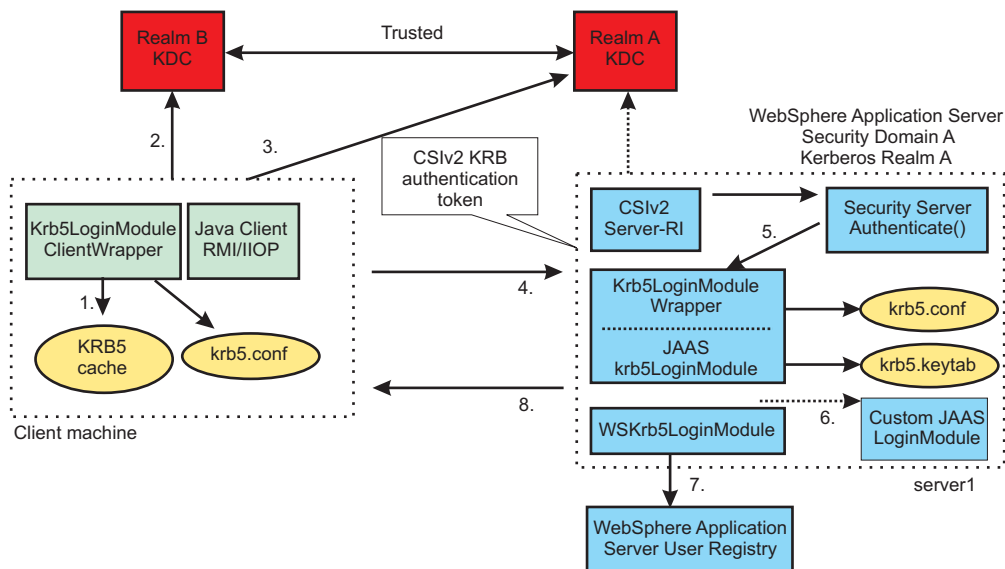 Realm B
KDC
Trusted
Realm A
KDC
2.
3.
WebSphere Application Server
Security Domain A
Kerberos Realm A
CSIv2 KRB
authentication
token
Krb5LoginModule
ClientWrapper
Java Client
RMI/IIOP
CSIv2
Server-RI
Security Server
Authenticate()
5.
1.
4.
Krb5LoginModule
Wrapper
JAAS
krb5LoginModule
krb5.conf
krb5.keytab
KRB5
cache
krb5.conf
8.
6.
Client machine
WSKrb5LoginModule
Custom JAAS
LoginModule
7.
server1
WebSphere Application
Server User Registry